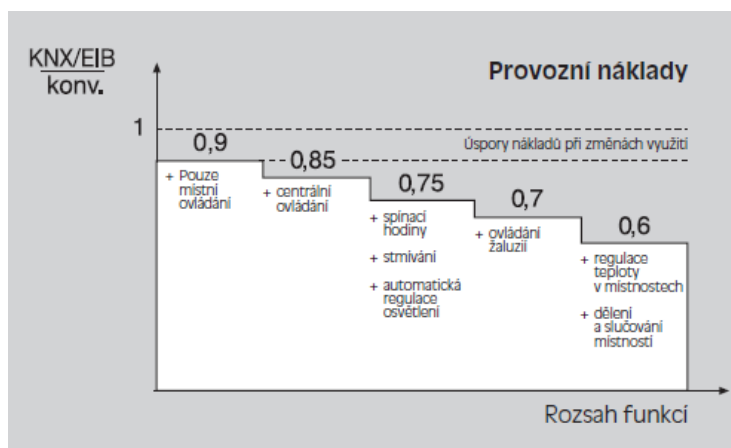 KNX/EIB
konv.
Provozní náklady
1
Úspory nákladů při změnách využití
0,9
0,85
0,75
0,7
0,6
+ Pouze
místní
ovládání
+ centrální
ovládání
+ spínací
hodiny
+ stmívání
+ automatická
regulace
osvětlení
+ ovládání
žaluzií
+ regulace
teploty
v místnostech
+ dělení
a slučování
místností
Rozsah funkcí